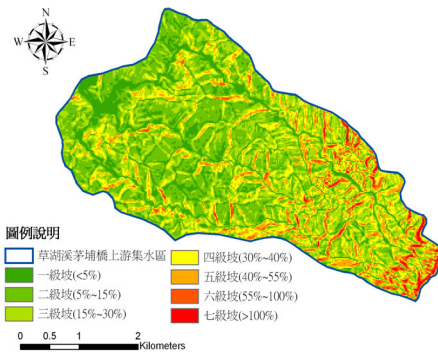 N
W E
S
圖例說明
草湖溪茅埔橋上游集水區
一級坡(<5%)
二級坡(5%~15%)
三級坡(15%~30%)
四級坡(30%~40%)
五級坡(40%~55%)
六級坡(55%~100%)
七級坡(>100%)
0 0.5 1 2
Kilometers